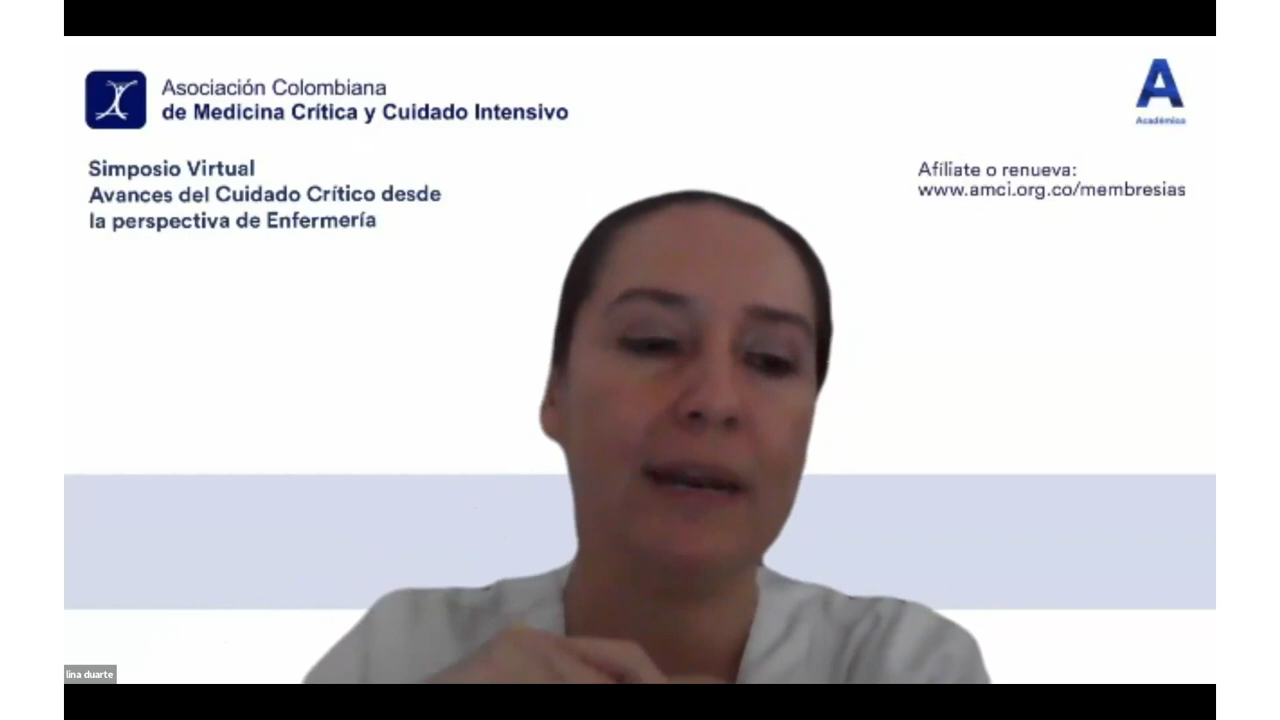 Asociación Colombiana
de Medicina Crítica y Cuidado Intensivo
A
Académico
Simposio Virtual
Avances del Cuidado Crítico desde
la perspectiva de Enfermería
Afíliate o renueva:
www.amci.org.co/membresias
lina duarte